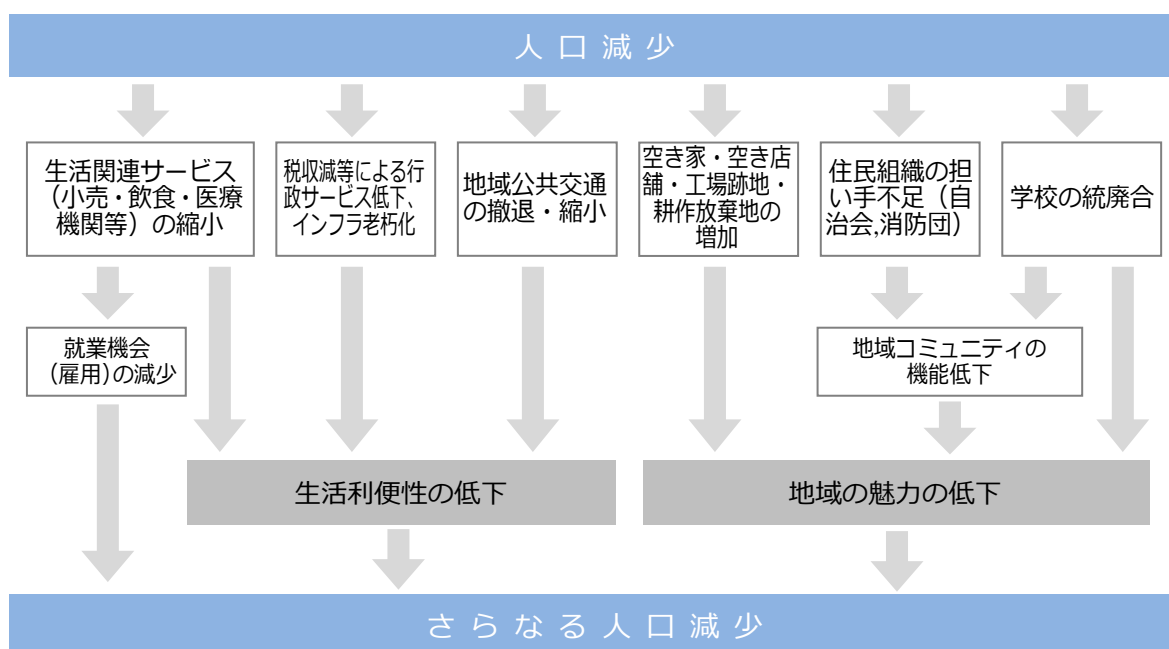 人口減少
生活関連サービス
（小売・飲食・医療
機関等）の縮小
税収減等による行
政サービス低下、
インフラ老朽化
地域公共交通
の撤退・縮小
空き家・空き店
舗・工場跡地・
耕作放棄地の
増加
住民組織の担
い手不足（自
治会,消防団）
学校の統廃合
就業機会
（雇用)の減少
地域コミュニティの
機能低下
生活利便性の低下
地域の魅力の低下
さらなる人口減少